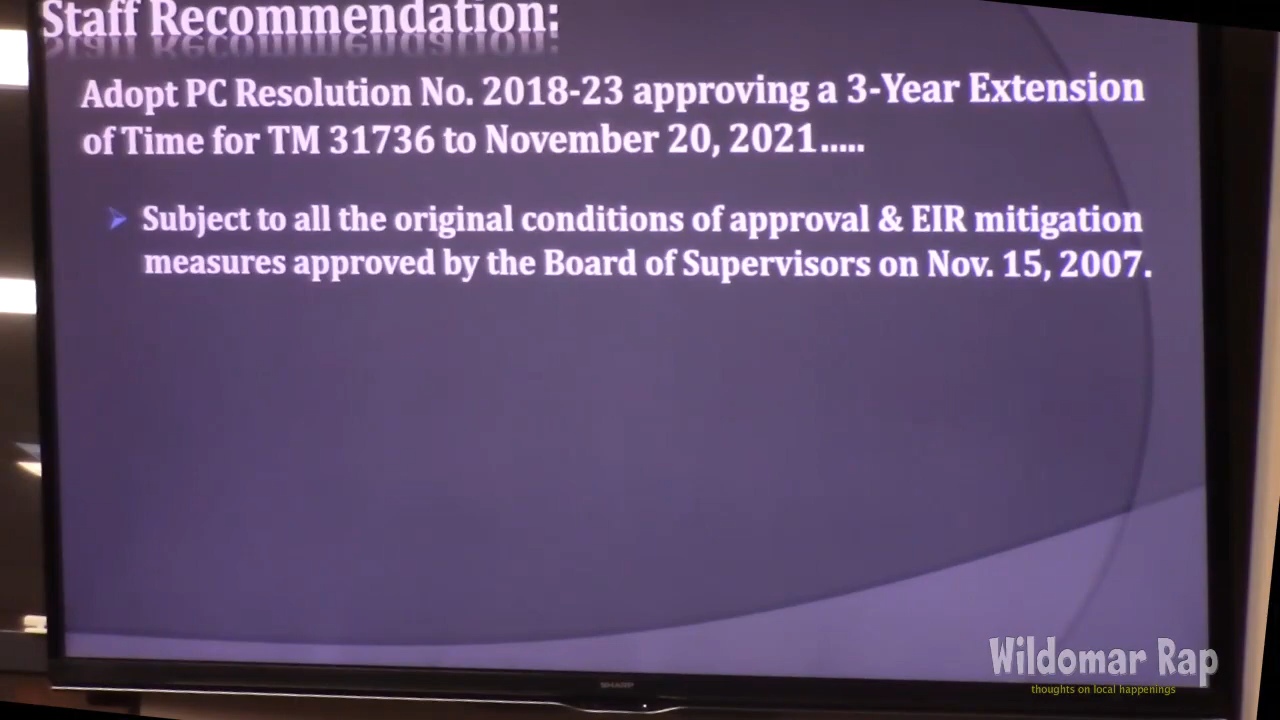 Staff Recommendation:
Adopt PC Resolution No. 2018-23 approving a 3-Year Extension
of Time for TM 31736 to November 20, 2021.....
Subject to all the original conditions of approval & EIR mitigation
measures approved by the Board of Supervisors on Nov. 15, 2007.
SHARP
Wildomar Rap
thoughts on local happenings